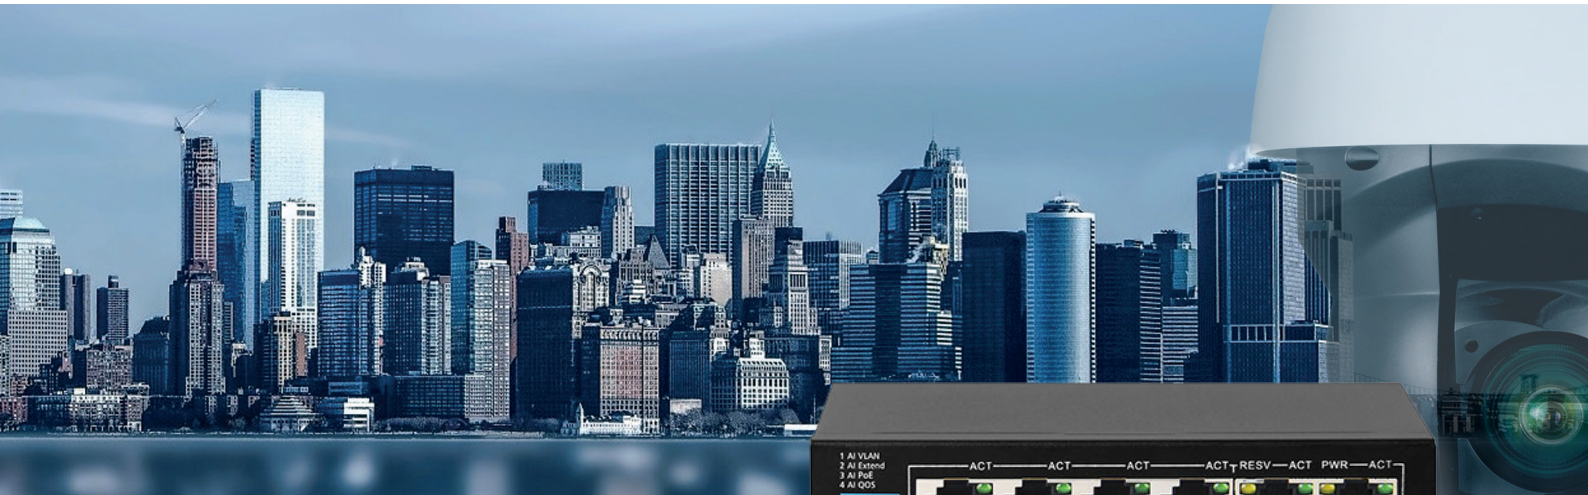 1 AI VLAN
2 AI Extend
3 AI PoE
4 AI QOS
ACT ACT ACT ACT RESV ACT PWR ACT